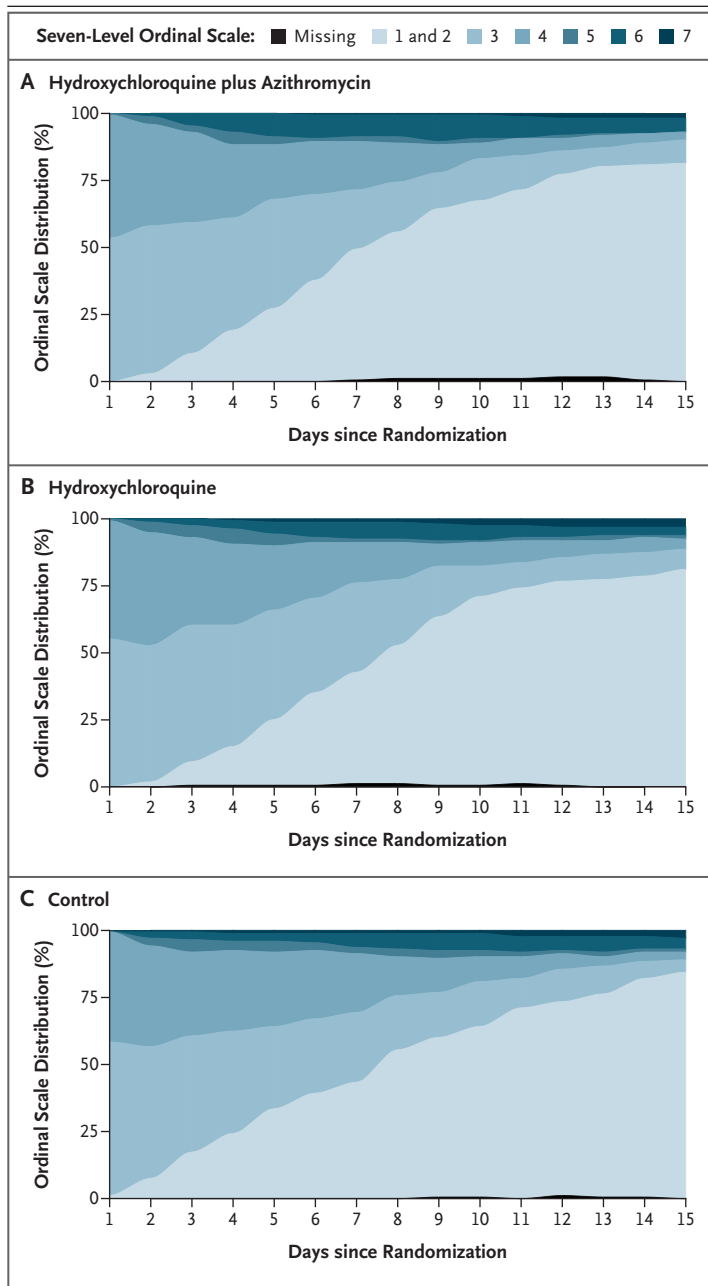 Seven-Level Ordinal Scale: Missing 1 and 2 3 4 5 6 7
A Hydroxychloroquine plus Azithromycin
Ordinal Scale Distribution (%)
100
75
50
25
0
1 2 3 4 5 6 7 8 9 10 11 12 13 14 15
Days since Randomization
B Hydroxychloroquine
Ordinal Scale Distribution (%)
100
75
50
25
0
1 2 3 4 5 6 7 8 9 10 11 12 13 14 15
Days since Randomization
C Control
Ordinal Scale Distribution (%)
100
75
50
25
0
1 2 3 4 5 6 7 8 9 10 11 12 13 14 15
Days since Randomization